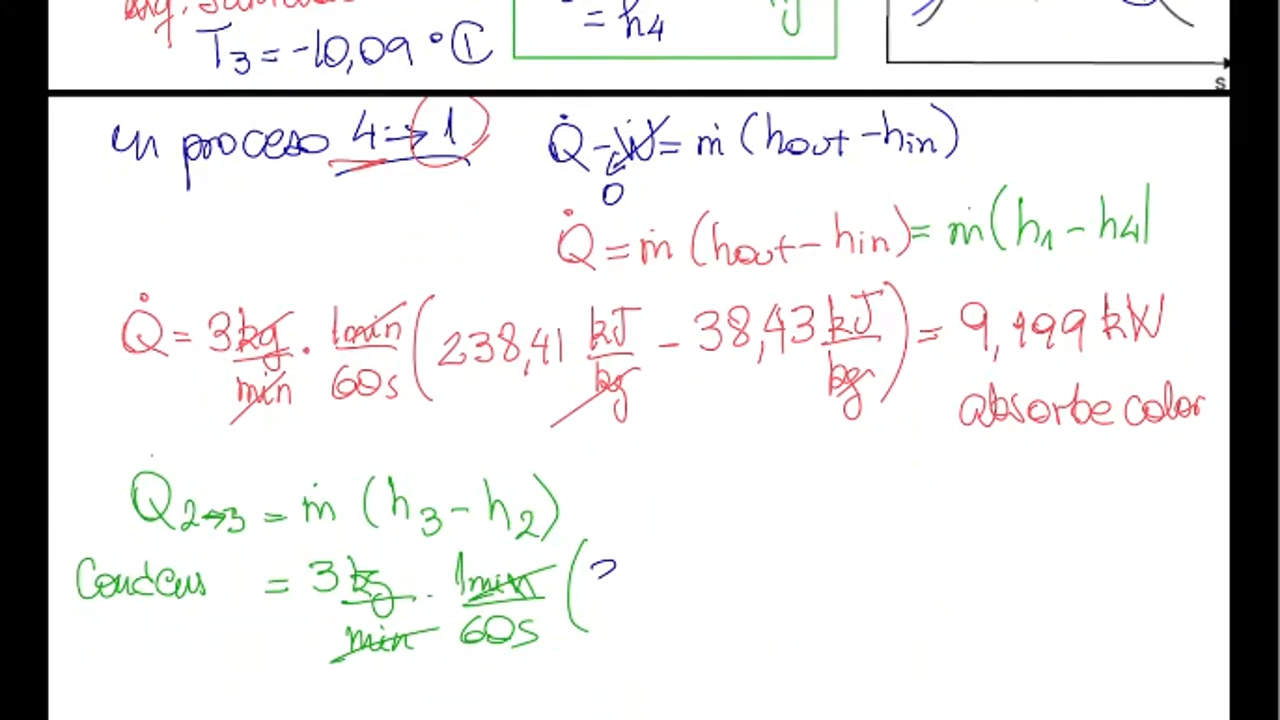 = h4
T3 = -10,09 °C
s
en proceso 4→1
Q̇ - Ẇ = ṁ (hout - hin)
0
Q̇ = ṁ (hout - hin) = ṁ (h1 - h4)
Q̇ = 3 kg/min · 1min/60s (238,41 kJ/kg - 38,43 kJ/kg) = 9,999 kW
absorbe calor
Q̇2→3 = ṁ (h3 - h2)
Condens = 3 kg/min · 1min/60s (